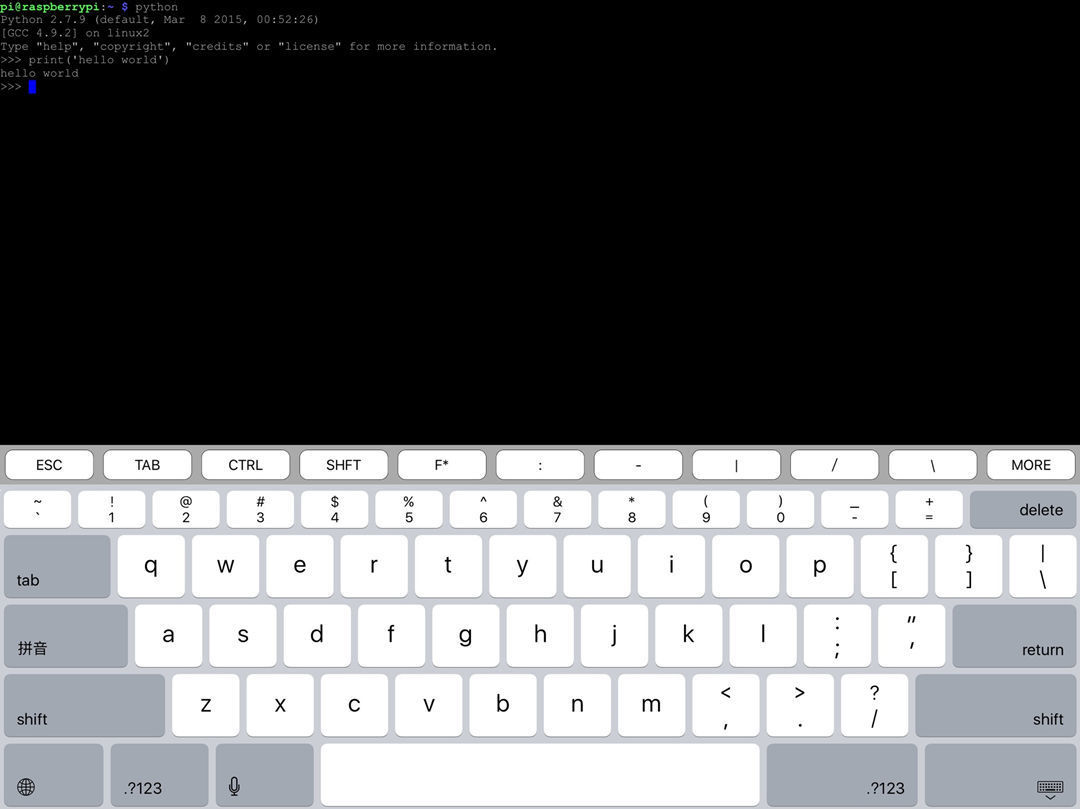 pi@raspberrypi:~ $ python
Python 2.7.9 (default, Mar  8 2015, 00:52:26)
[GCC 4.9.2] on linux2
Type "help", "copyright", "credits" or "license" for more information.
>>> print('hello world')
hello world
>>>
ESC TAB CTRL SHFT F* : - | / \ MORE
~ ! @ # $ % ^ & * ( ) _ +
` 1 2 3 4 5 6 7 8 9 0 - = delete
tab q w e r t y u i o p { [ } ] | \
拼音 a s d f g h j k l : ; " ' return
shift z x c v b n m < , > . ? / shift
.?123 .?123